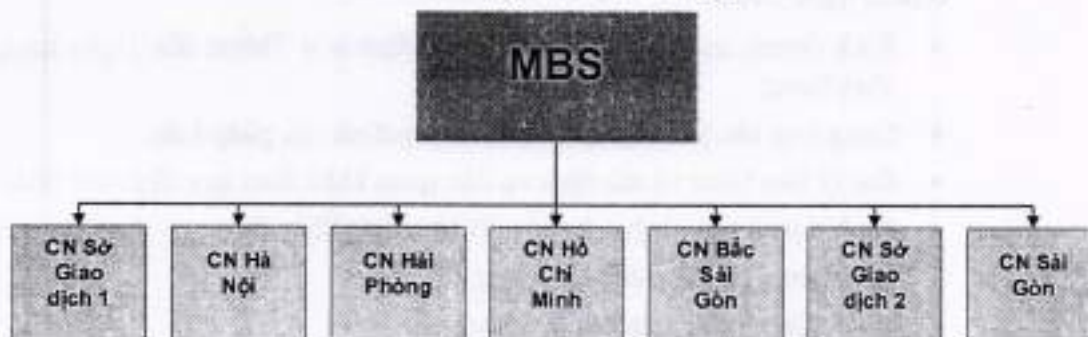 MBS
CN Sở
Giao
dịch 1
CN Hà
Nội
CN Hải
Phòng
CN Hồ
Chí
Minh
CN Bắc
Sài
Gòn
CN Sở
Giao
dịch 2
CN Sài
Gòn